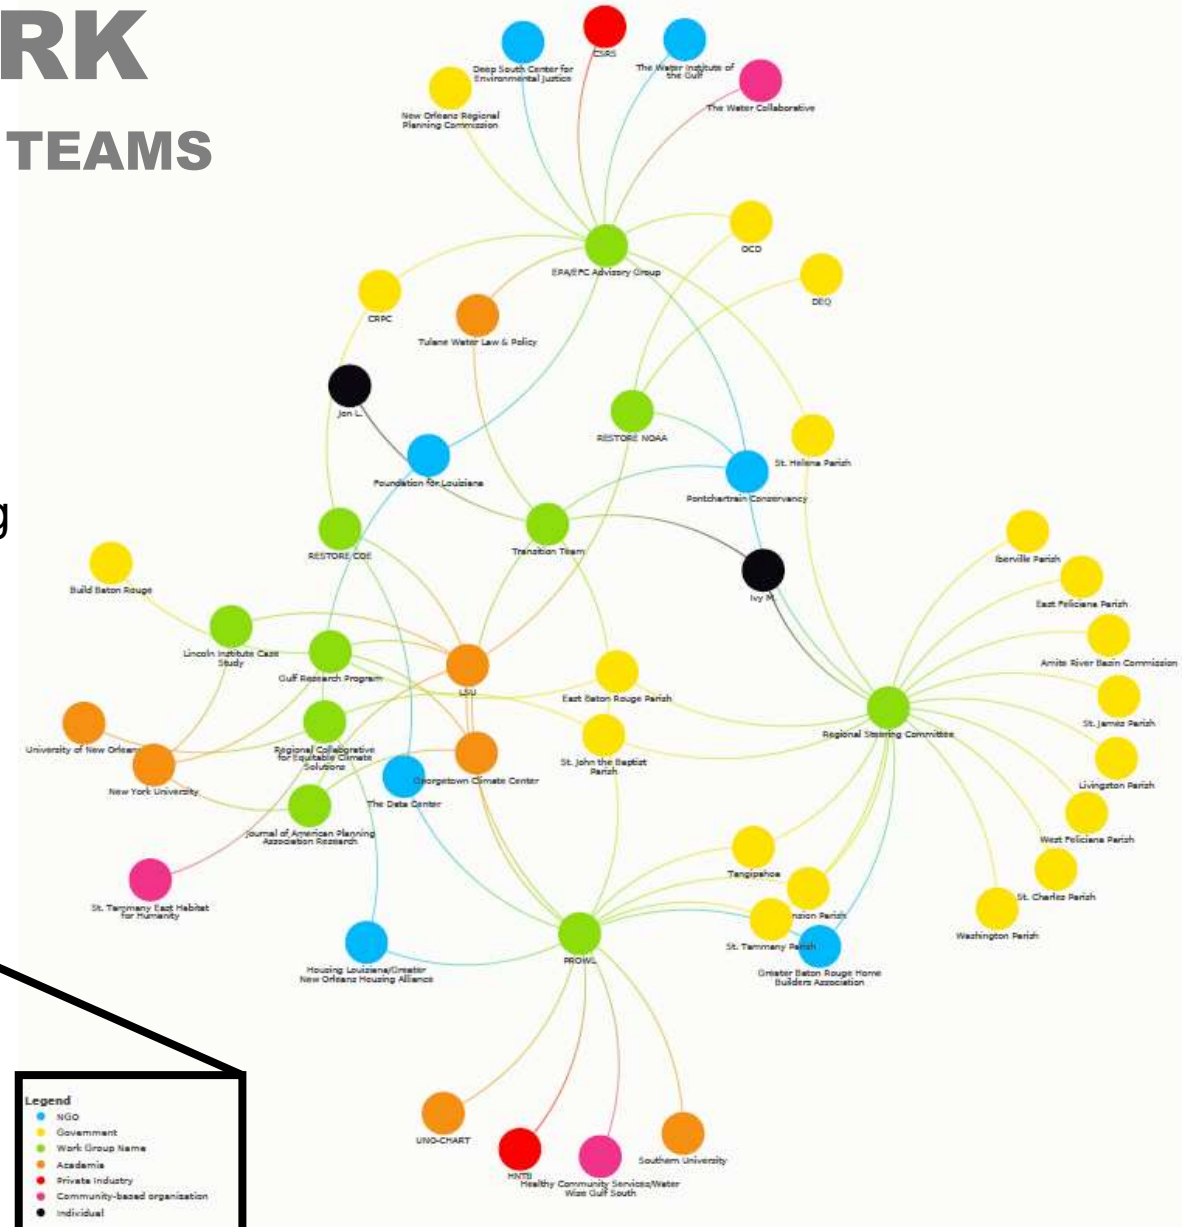 RK
TEAMS
CSRS
Deep South Center for
Environmental Justice
The Water Institute of
the Gulf
The Water Collaborative
New Orleans Regional
Planning Commission
OCD
EPA/EPC Advisory Group
DEQ
CRPC
Tulane Water Law & Policy
Jon L.
RESTORE NOAA
St. Helena Parish
Foundation for Louisiana
Pontchartrain Conservancy
g
Transition Team
RESTORE COE
Iberville Parish
Build Baton Rouge
Ivy M.
East Feliciana Parish
Lincoln Institute Case
Study
Amite River Basin Commission
Gulf Research Program
LSU
East Baton Rouge Parish
St. James Parish
Regional Steering Committee
University of New Orleans
Regional Collaborative
for Equitable Climate
Solutions
St. John the Baptist
Parish
Georgetown Climate Center
Livingston Parish
New York University
The Data Center
Journal of American Planning
Association Research
West Feliciana Parish
Tangipahoa
St. Charles Parish
St. Tammany East Habitat
for Humanity
nsion Parish
Washington Parish
St. Tammany Parish
PROWL
Housing Louisiana/Greater
New Orleans Housing Alliance
Greater Baton Rouge Home
Builders Association
Legend
NGO
Government
Work Group Name
Academia
Private Industry
Community-based organization
Individual
UNO-CHART
Southern University
HNTB
Healthy Community Services/Water
Wise Gulf South